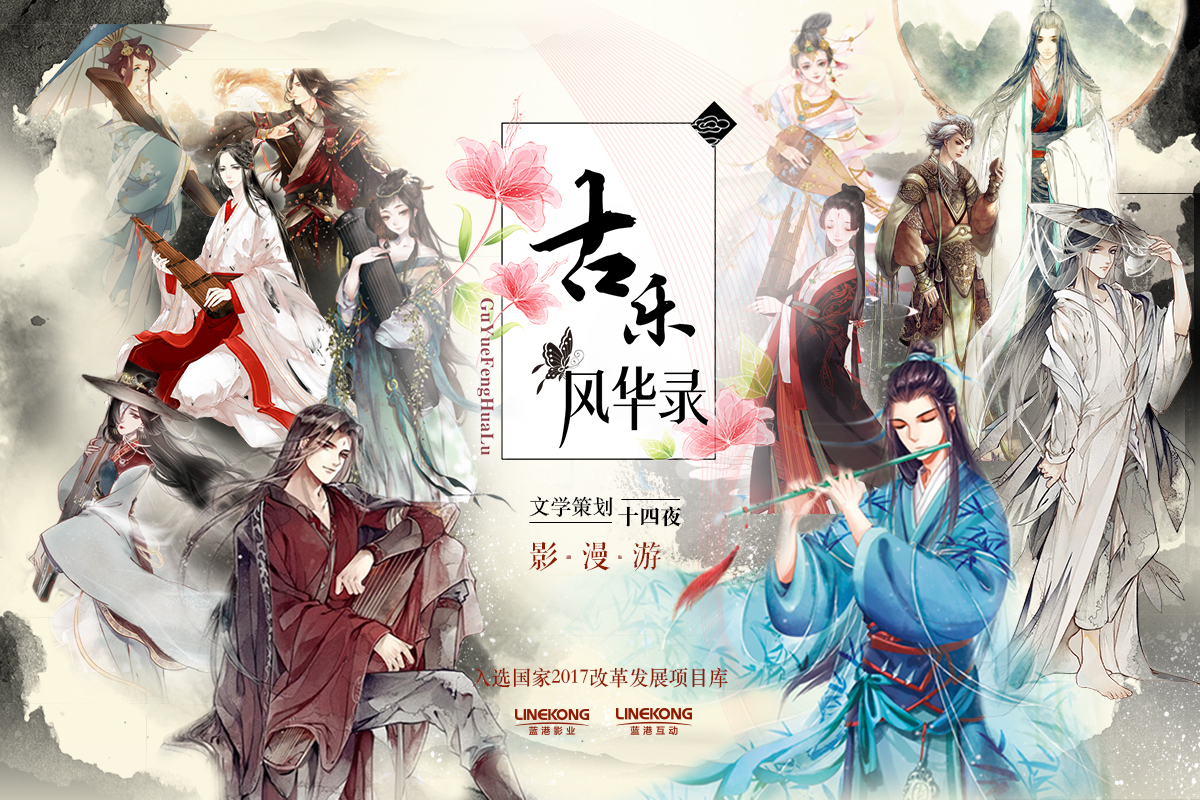 古乐
风华录
GuYueFengHuaLu
文学策划 十四夜
影·漫·游
入选国家2017改革发展项目库
LINEKONG LINEKONG
蓝港影业 蓝港互动